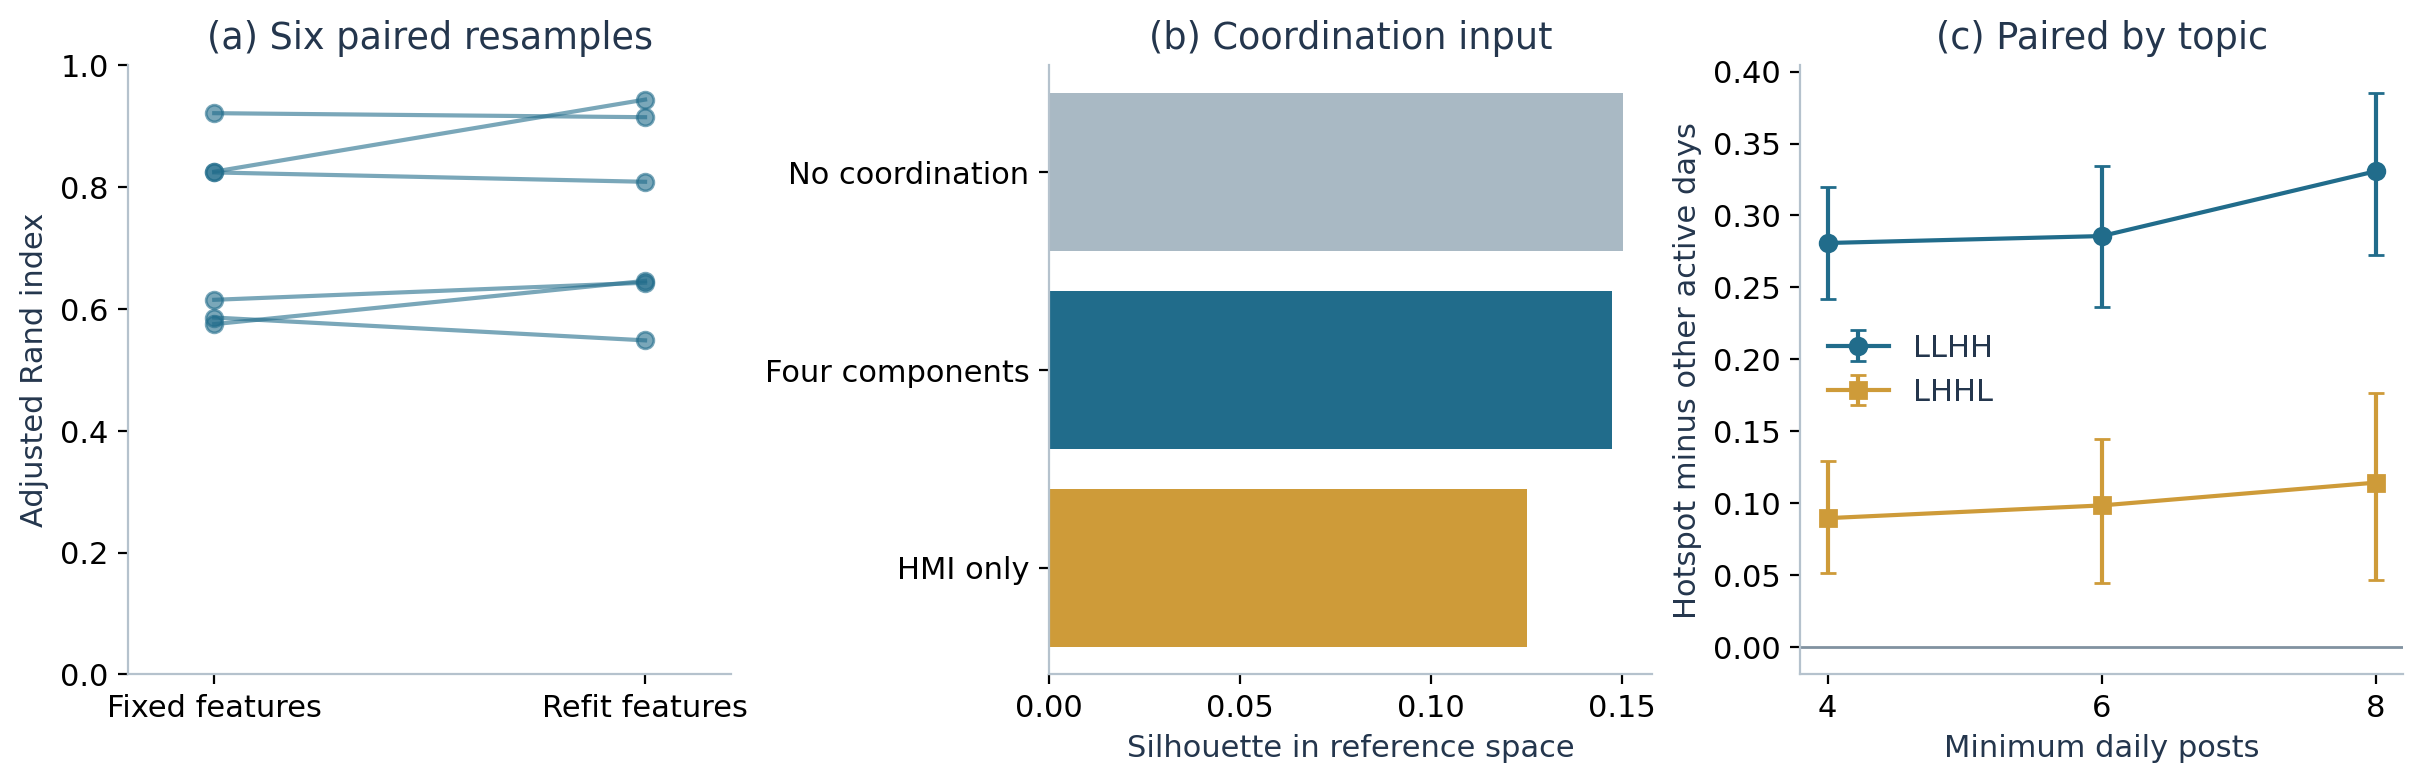 (a) Six paired resamples
Adjusted Rand index
1.0
0.8
0.6
0.4
0.2
0.0
Fixed features
Refit features
(b) Coordination input
No coordination
Four components
HMI only
0.00
0.05
0.10
0.15
Silhouette in reference space
(c) Paired by topic
Hotspot minus other active days
0.40
0.35
0.30
0.25
0.20
0.15
0.10
0.05
0.00
LLHH
LHHL
4
6
8
Minimum daily posts